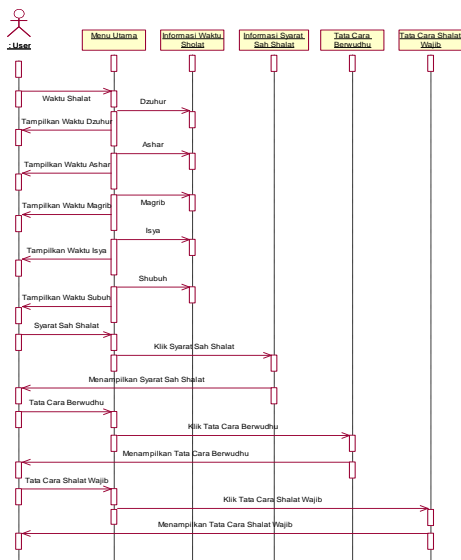 : User
Menu Utama
Informasi Waktu
Sholat
Informasi Syarat
Sah Shalat
Tata Cara
Berwudhu
Tata Cara Shalat
Wajib
Waktu Shalat
Dzuhur
Tampilkan Waktu Dzuhur
Ashar
Tampilkan Waktu Ashar
Magrib
Tampilkan Waktu Magrib
Isya
Tampilkan Waktu Isya
Shubuh
Tampilkan Waktu Subuh
Syarat Sah Shalat
Klik Syarat Sah Shalat
Menampilkan Syarat Sah Shalat
Tata Cara Berwudhu
Klik Tata Cara Berwudhu
Menampilkan Tata Cara Berwudhu
Tata Cara Shalat Wajib
Klik Tata Cara Shalat Wajib
Menampilkan Tata Cara Shalat Wajib